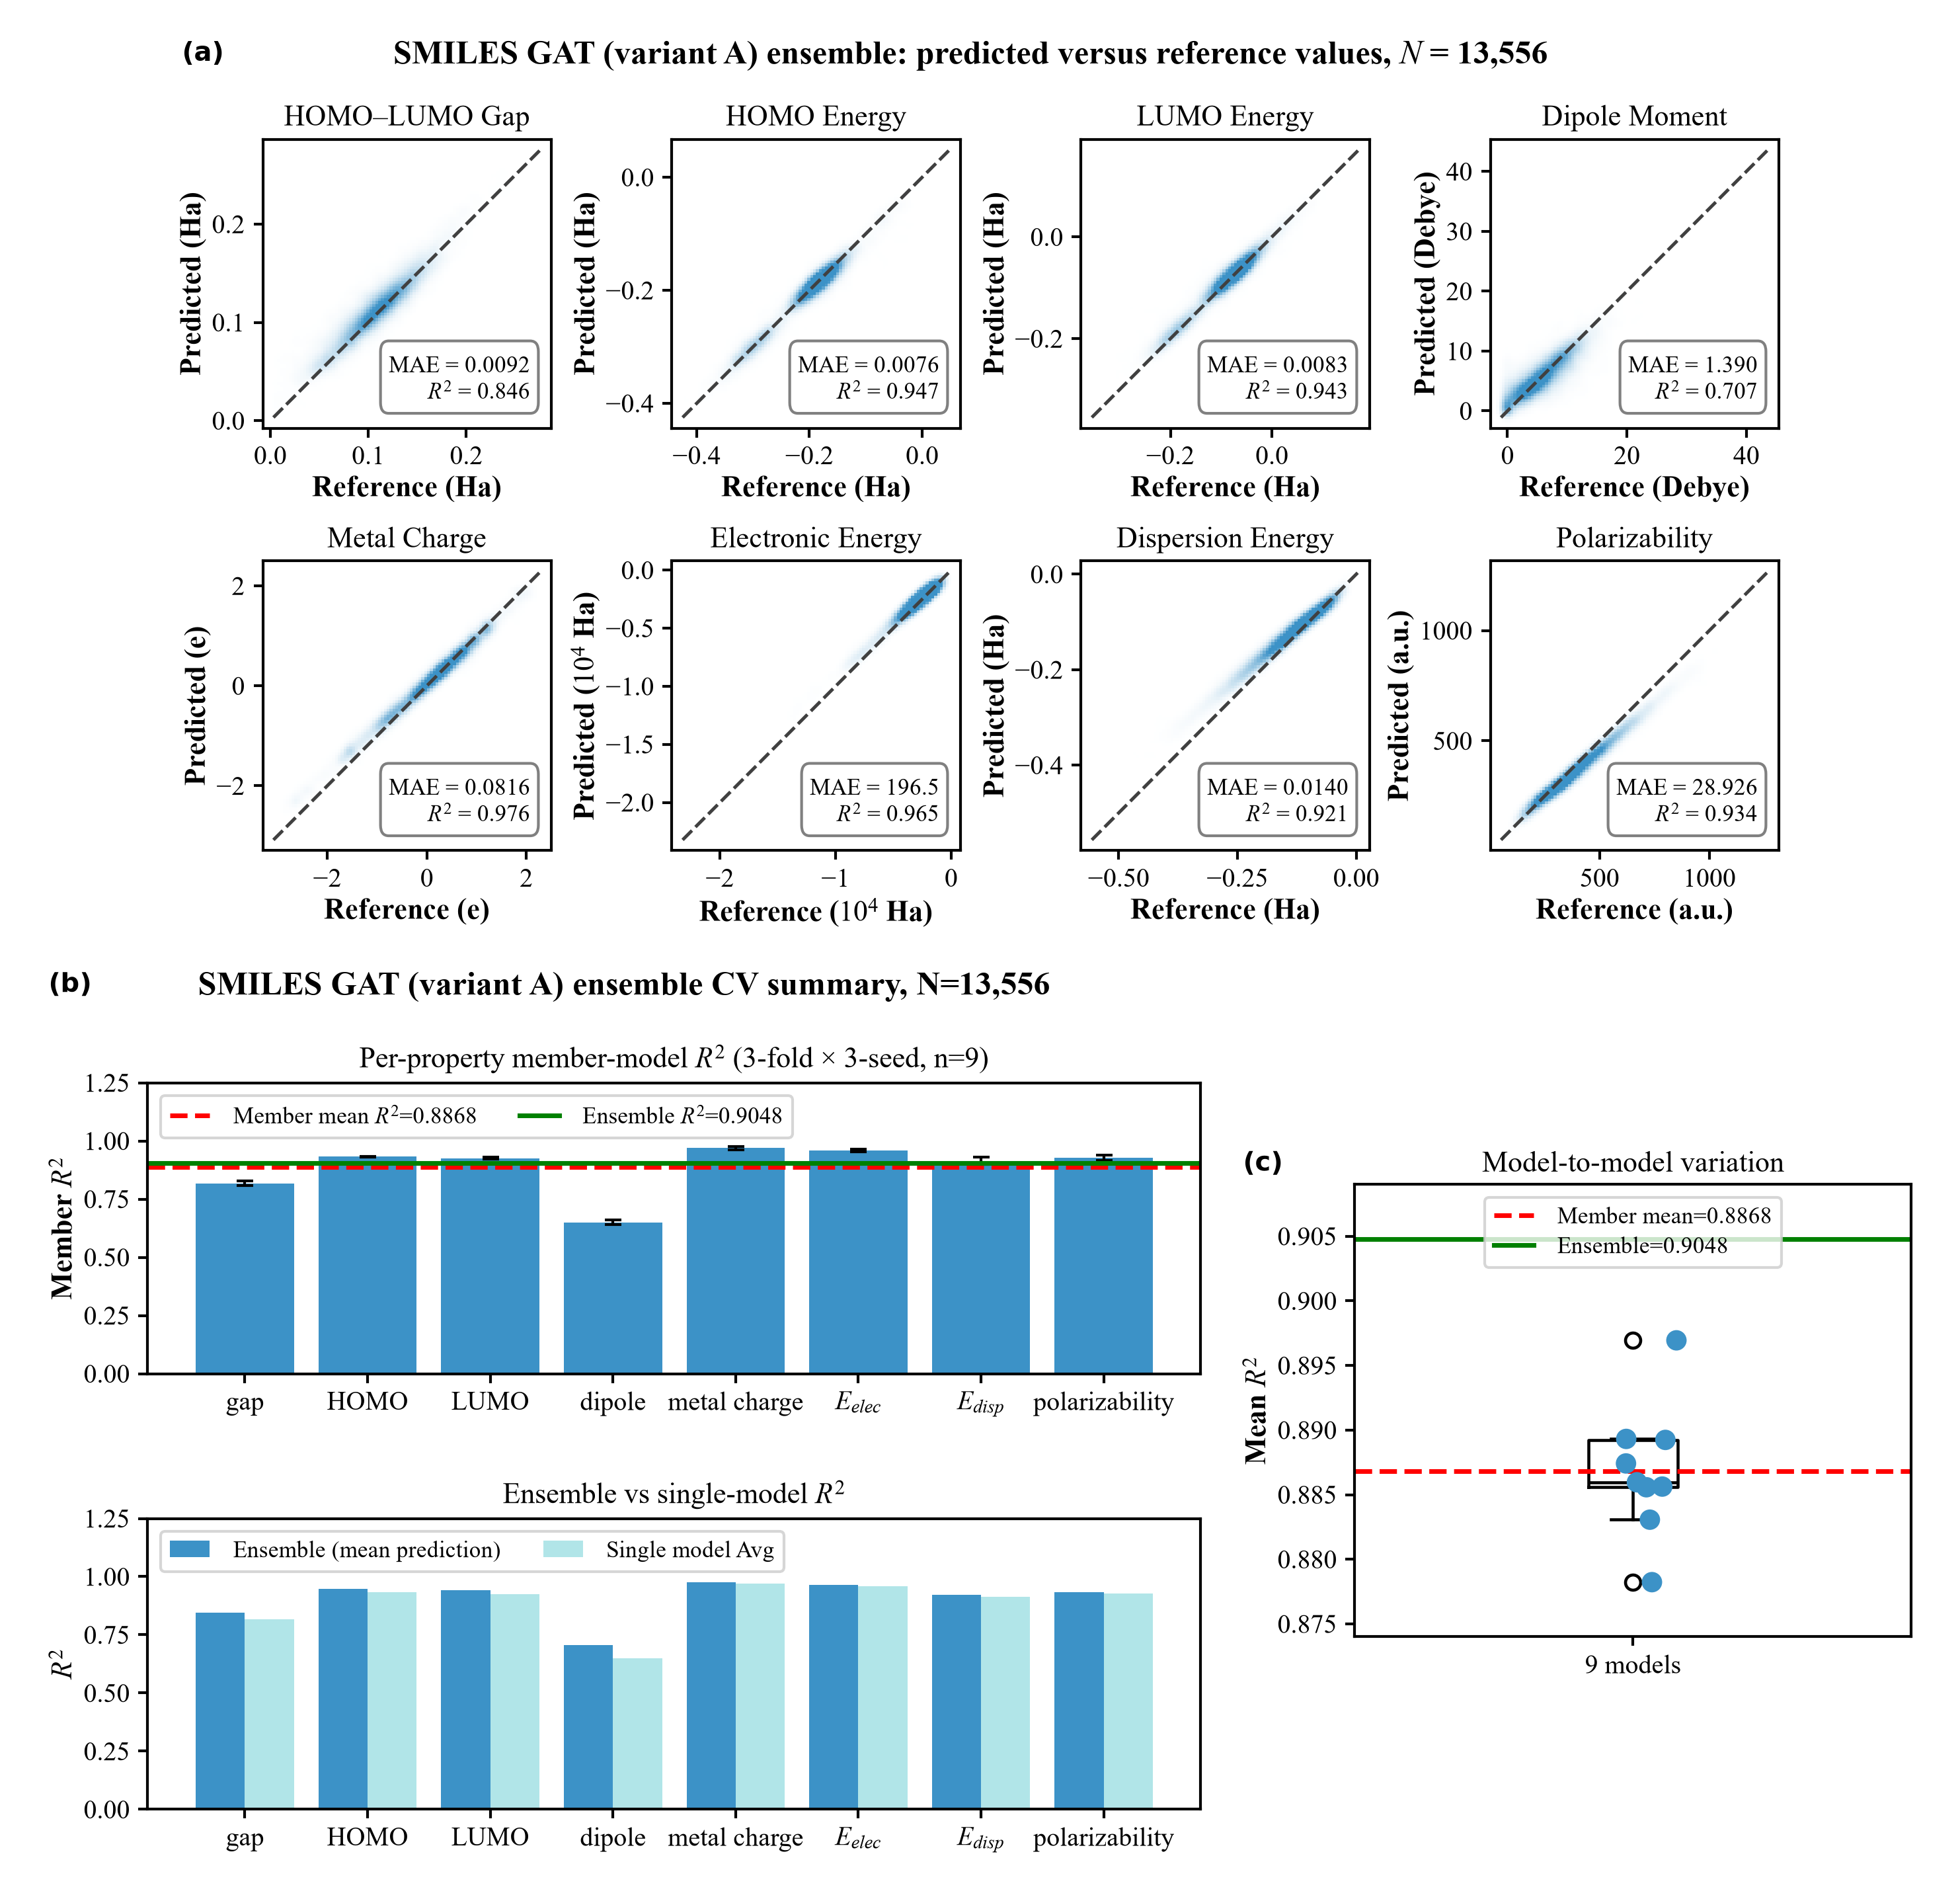 (a) SMILES GAT (variant A) ensemble: predicted versus reference values, N = 13,556
HOMO–LUMO Gap
Predicted (Ha)
0.2
0.1
0.0
MAE = 0.0092
R² = 0.846
0.0 0.1 0.2
Reference (Ha)
HOMO Energy
Predicted (Ha)
0.0
−0.2
−0.4
MAE = 0.0076
R² = 0.947
−0.4 −0.2 0.0
Reference (Ha)
LUMO Energy
Predicted (Ha)
0.0
−0.2
MAE = 0.0083
R² = 0.943
−0.2 0.0
Reference (Ha)
Dipole Moment
Predicted (Debye)
40
30
20
10
0
MAE = 1.390
R² = 0.707
0 20 40
Reference (Debye)
Metal Charge
Predicted (e)
2
0
−2
MAE = 0.0816
R² = 0.976
−2 0 2
Reference (e)
Electronic Energy
Predicted (10⁴ Ha)
0.0
−0.5
−1.0
−1.5
−2.0
MAE = 196.5
R² = 0.965
−2 −1 0
Reference (10⁴ Ha)
Dispersion Energy
Predicted (Ha)
0.0
−0.2
−0.4
MAE = 0.0140
R² = 0.921
−0.50 −0.25 0.00
Reference (Ha)
Polarizability
Predicted (a.u.)
1000
500
MAE = 28.926
R² = 0.934
500 1000
Reference (a.u.)
(b) SMILES GAT (variant A) ensemble CV summary, N=13,556
Per-property member-model R² (3-fold × 3-seed, n=9)
Member R²
1.25
1.00
0.75
0.50
0.25
0.00
Member mean R²=0.8868 Ensemble R²=0.9048
gap HOMO LUMO dipole metal charge E_elec E_disp polarizability
Ensemble vs single-model R²
R²
1.25
1.00
0.75
0.50
0.25
0.00
Ensemble (mean prediction) Single model Avg
gap HOMO LUMO dipole metal charge E_elec E_disp polarizability
(c) Model-to-model variation
Mean R²
0.905
0.900
0.895
0.890
0.885
0.880
0.875
Member mean=0.8868
Ensemble=0.9048
9 models